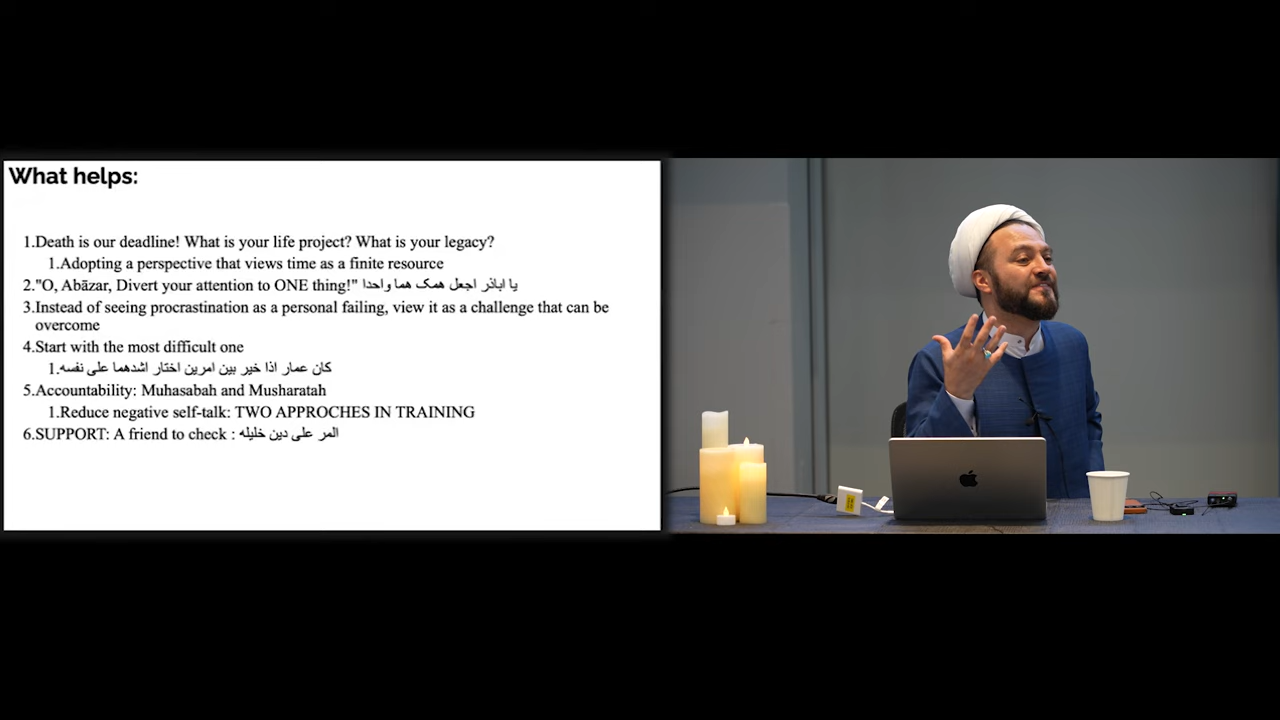 What helps:
1.Death is our deadline! What is your life project? What is your legacy?
1.Adopting a perspective that views time as a finite resource
2."O, Abāzar, Divert your attention to ONE thing!" یا اباذر اجعل همک هما واحدا
3.Instead of seeing procrastination as a personal failing, view it as a challenge that can be
overcome
4.Start with the most difficult one
1.کان عمار اذا خیر بین امرین اختار اشدهما علی نفسه
5.Accountability: Muhasabah and Musharatah
1.Reduce negative self-talk: TWO APPROCHES IN TRAINING
6.SUPPORT: A friend to check : المر علی دین خلیله